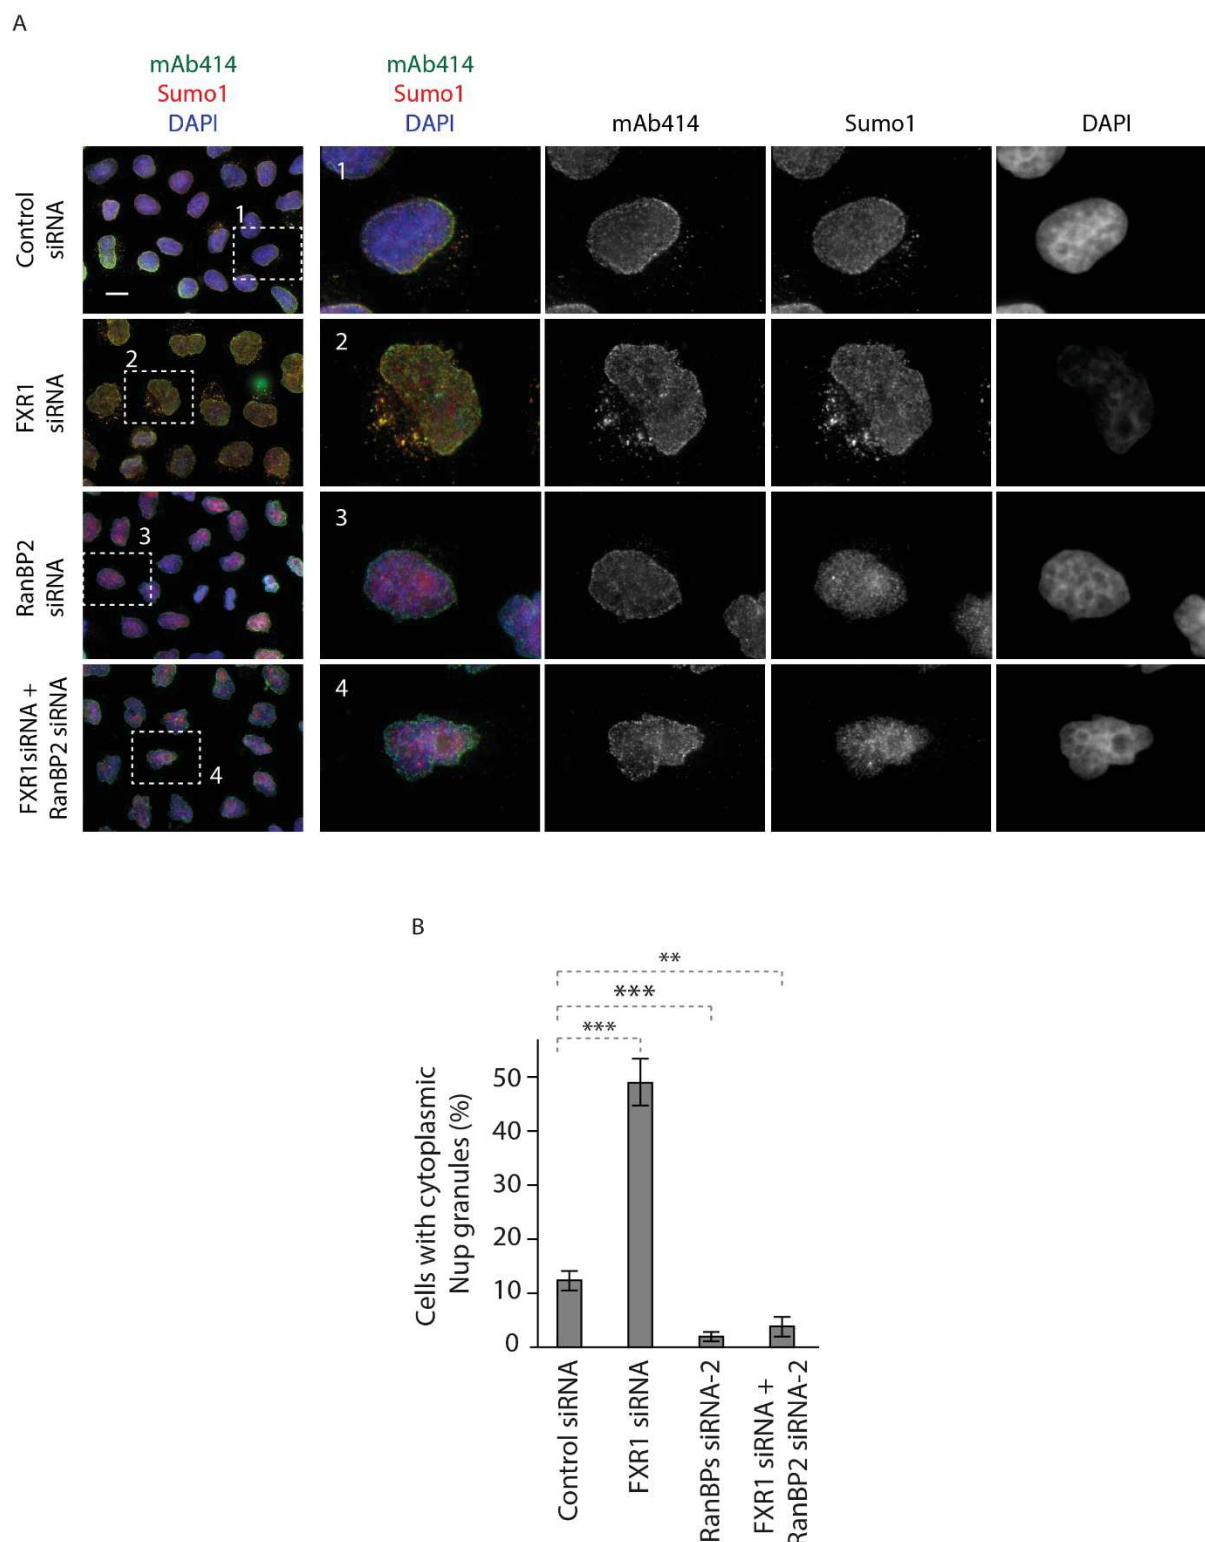 A
mAb414
Sumo1
DAPI
mAb414
Sumo1
DAPI
mAb414
Sumo1
DAPI
Control
siRNA
1
1
FXR1
siRNA
2
2
RanBP2
siRNA
3
3
FXR1siRNA +
RanBP2 siRNA
4
4
B
**
***
***
Cells with cytoplasmic
Nup granules (%)
50
40
30
20
10
0
Control siRNA
FXR1 siRNA
RanBPs siRNA-2
FXR1 siRNA +
RanBP2 siRNA-2